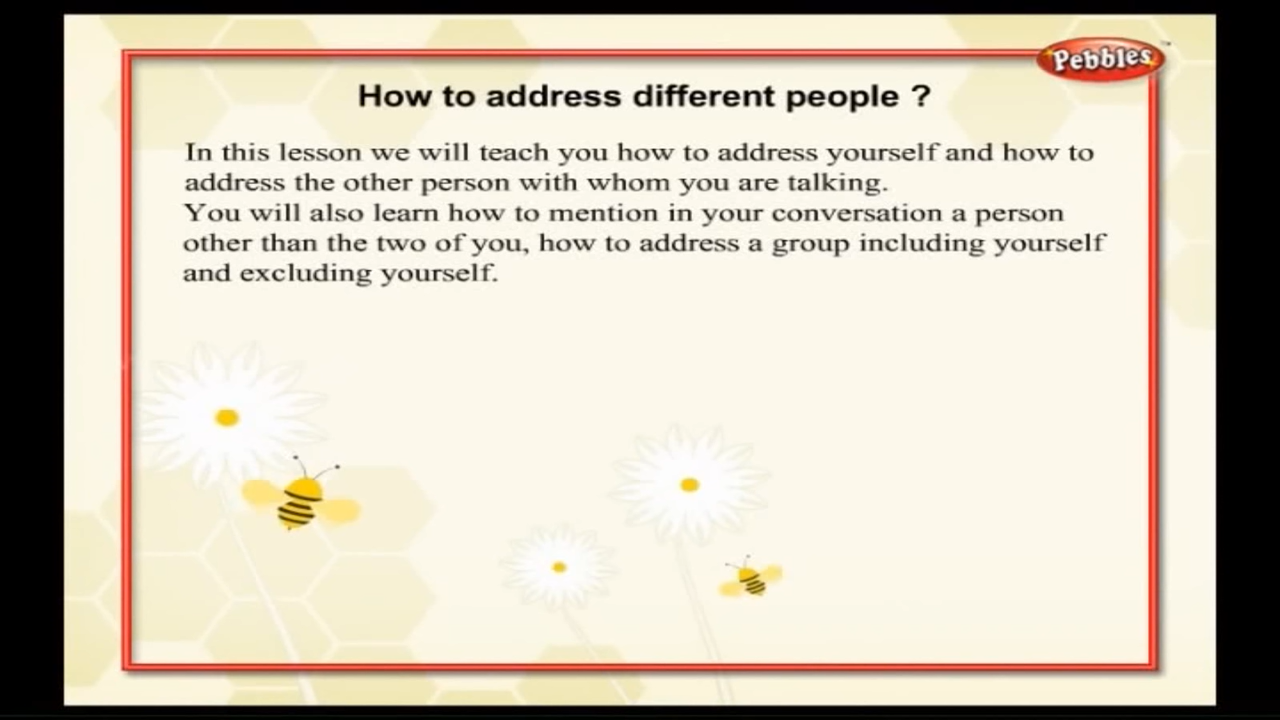 Pebbles™
How to address different people ?
In this lesson we will teach you how to address yourself and how to
address the other person with whom you are talking.
You will also learn how to mention in your conversation a person
other than the two of you, how to address a group including yourself
and excluding yourself.